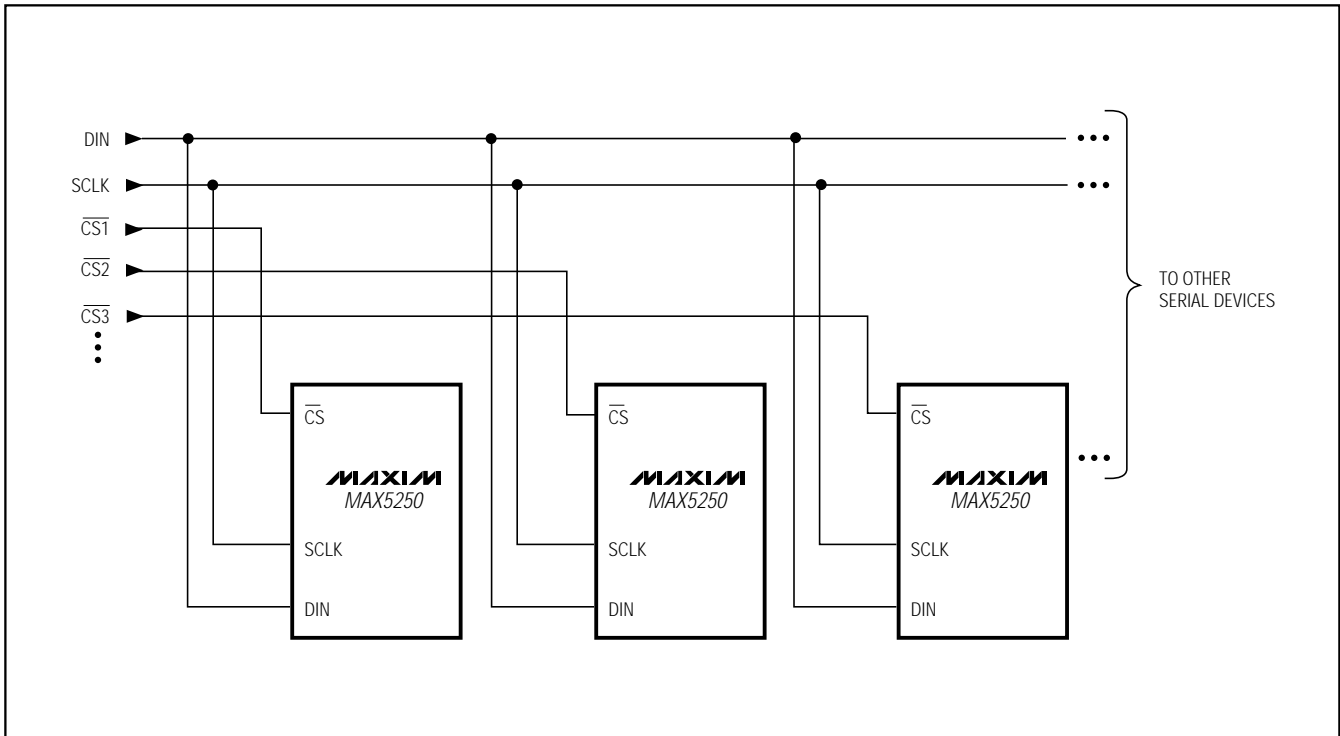 DIN
SCLK
CS1
CS2
CS3
TO OTHER
SERIAL DEVICES
CS
MAXIM
MAX5250
SCLK
DIN
CS
MAXIM
MAX5250
SCLK
DIN
CS
MAXIM
MAX5250
SCLK
DIN